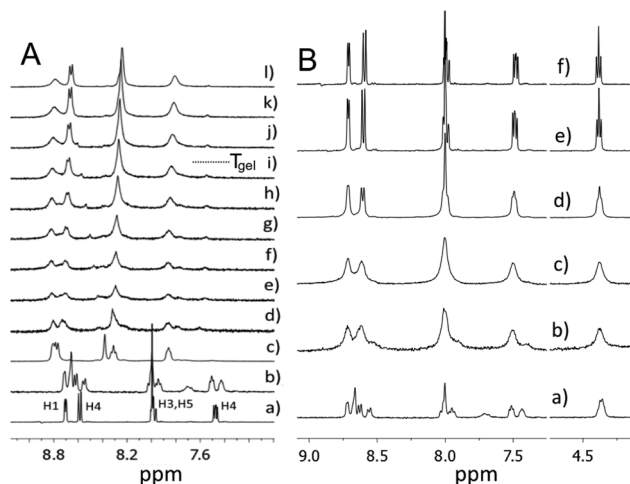 A
l)
k)
j)
i)
T_gel
h)
g)
f)
e)
d)
c)
b)
a)
H1
H4
H3,H5
H4
8.8
8.2
7.6
ppm
B
f)
e)
d)
c)
b)
a)
9.0
8.5
8.0
7.5
4.5
ppm